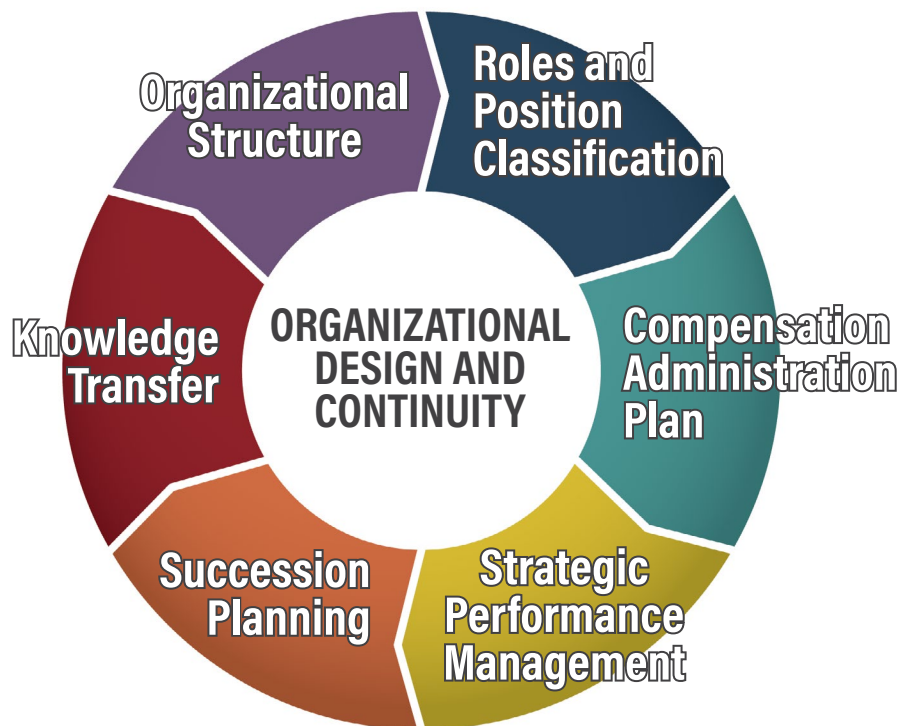 Organizational
Structure
Roles and
Position
Classification
Compensation
Administration
Plan
Strategic
Performance
Management
Succession
Planning
Knowledge
Transfer
ORGANIZATIONAL
DESIGN AND
CONTINUITY